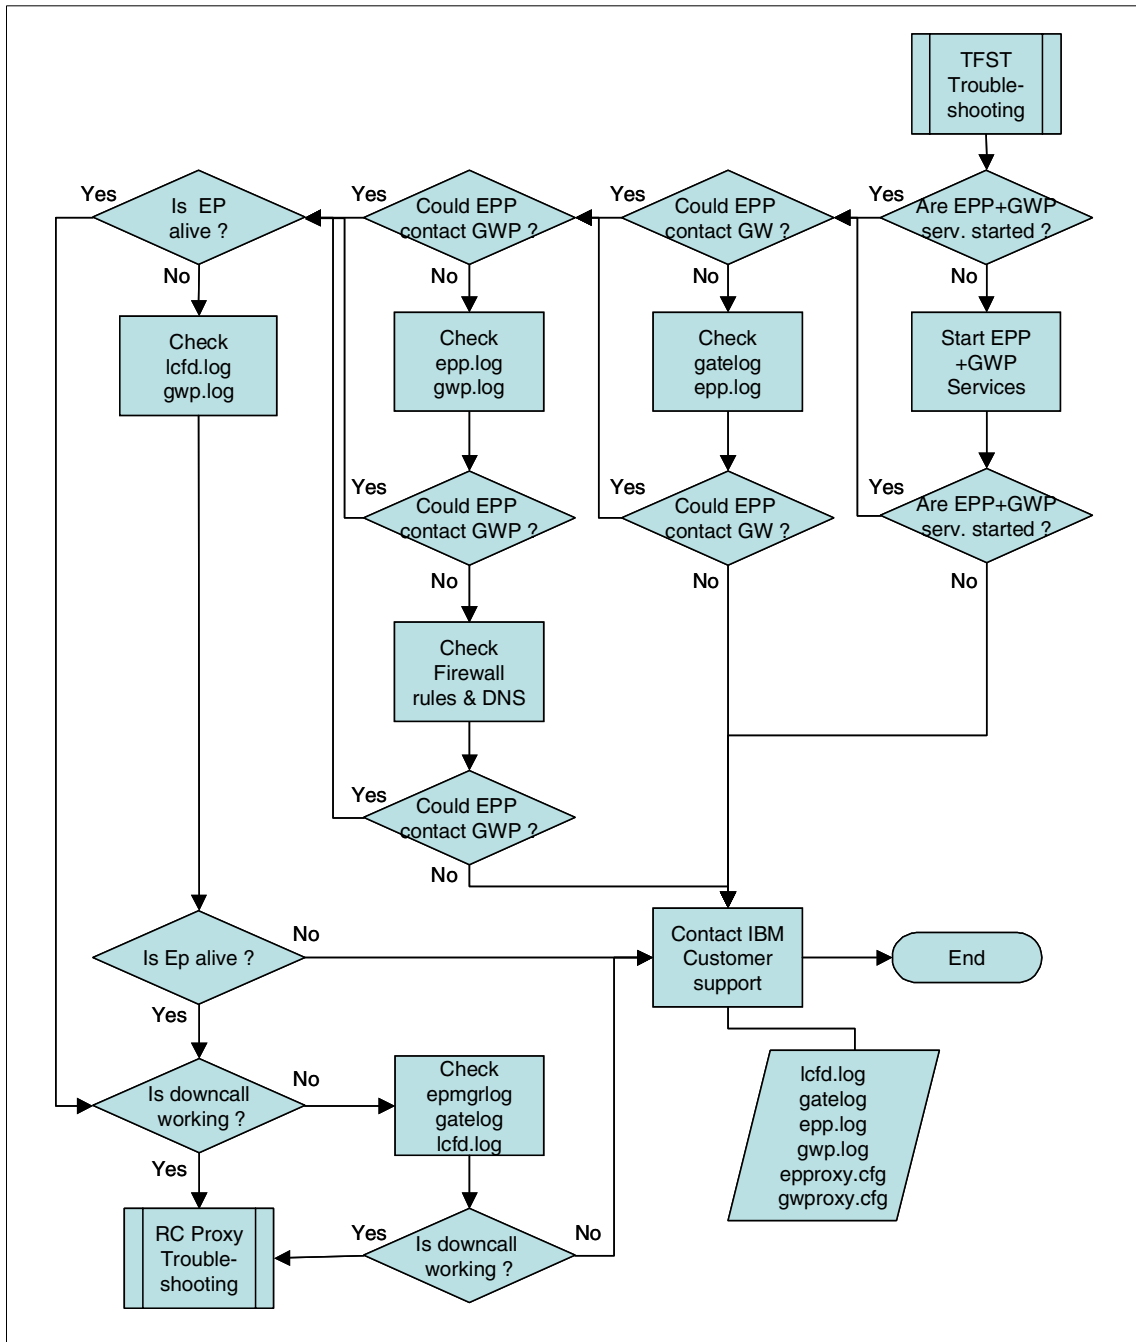 TFST
Trouble-
shooting
Yes
Is EP
alive ?
No
Yes
Could EPP
contact GWP ?
No
Yes
Could EPP
contact GW ?
No
Yes
Are EPP+GWP
serv. started ?
No
Check
lcfd.log
gwp.log
Check
epp.log
gwp.log
Check
gatelog
epp.log
Start EPP
+GWP
Services
Yes
Could EPP
contact GWP ?
No
Yes
Could EPP
contact GW ?
No
Yes
Are EPP+GWP
serv. started ?
No
Check
Firewall
rules & DNS
Yes
Could EPP
contact GWP ?
No
Is Ep alive ?
No
Yes
Contact IBM
Customer
support
End
Is downcall
working ?
No
Yes
Check
epmgrlog
gatelog
lcfd.log
lcfd.log
gatelog
epp.log
gwp.log
epproxy.cfg
gwproxy.cfg
RC Proxy
Trouble-
shooting
Yes
Is downcall
working ?
No